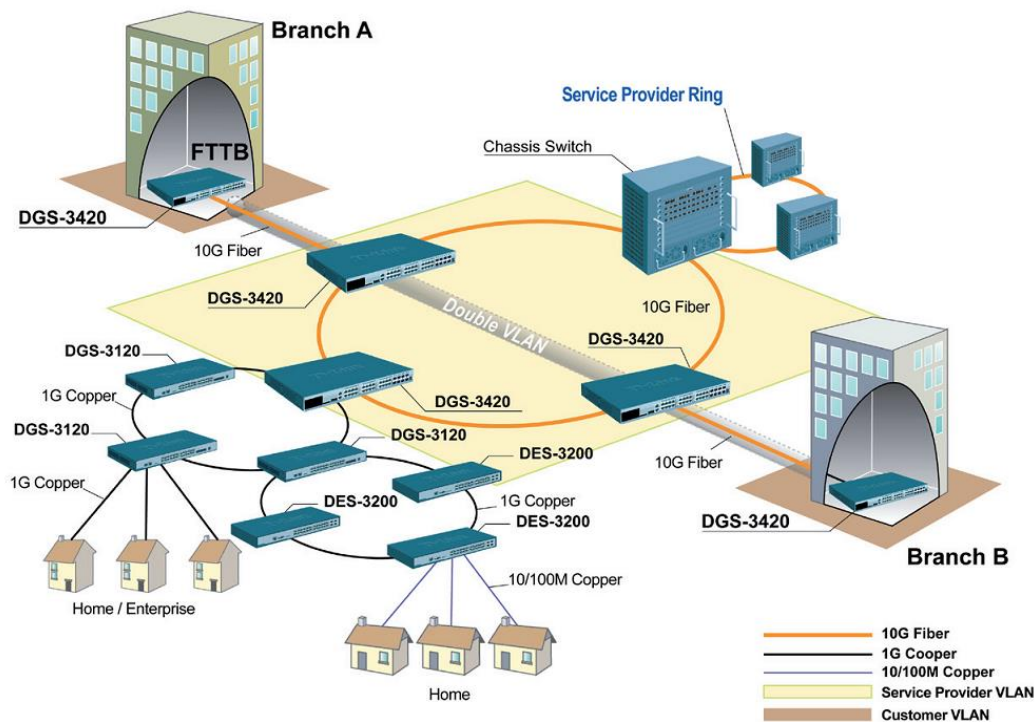 Branch A
Service Provider Ring
Chassis Switch
FTTB
DGS-3420
10G Fiber
DGS-3420
10G Fiber
Double VLAN
DGS-3420
DGS-3120
1G Copper
DGS-3420
DGS-3120
DGS-3120
DES-3200
10G Fiber
1G Copper
DES-3200
1G Copper
DES-3200
DGS-3420
Branch B
10/100M Copper
Home / Enterprise
Home
10G Fiber
1G Cooper
10/100M Copper
Service Provider VLAN
Customer VLAN